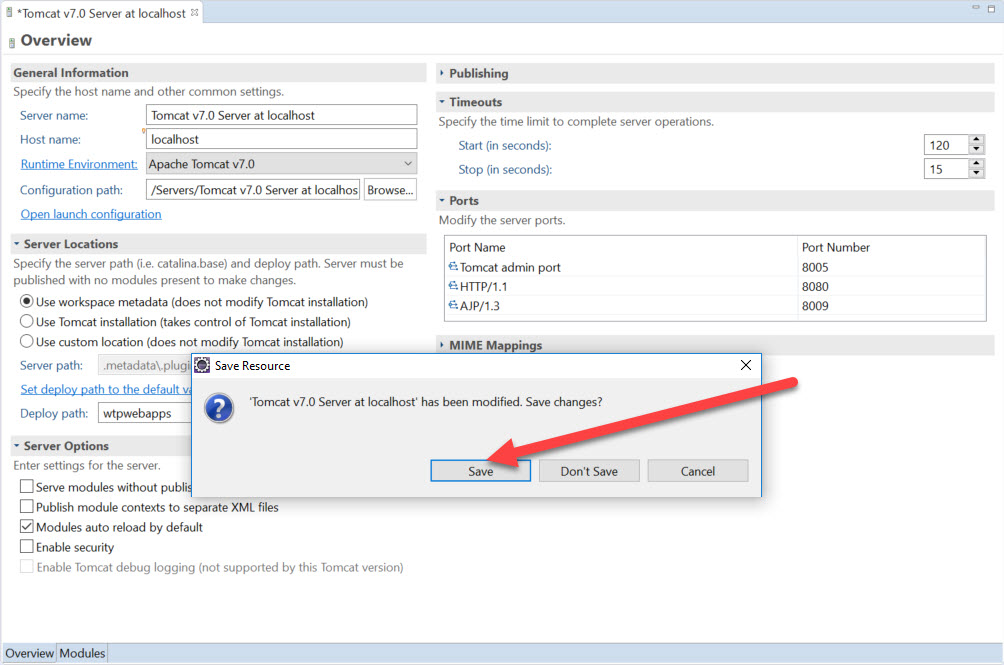 *Tomcat v7.0 Server at localhost
Overview
General Information
Specify the host name and other common settings.
Server name: Tomcat v7.0 Server at localhost
Host name: localhost
Runtime Environment: Apache Tomcat v7.0
Configuration path: /Servers/Tomcat v7.0 Server at localhos Browse...
Open launch configuration
Server Locations
Specify the server path (i.e. catalina.base) and deploy path. Server must be
published with no modules present to make changes.
Use workspace metadata (does not modify Tomcat installation)
Use Tomcat installation (takes control of Tomcat installation)
Use custom location (does not modify Tomcat installation)
Server path: .metadata\.plugi
Set deploy path to the default va
Deploy path: wtpwebapps
Server Options
Enter settings for the server.
Serve modules without publis
Publish module contexts to separate XML files
Modules auto reload by default
Enable security
Enable Tomcat debug logging (not supported by this Tomcat version)
Publishing
Timeouts
Specify the time limit to complete server operations.
Start (in seconds): 120
Stop (in seconds): 15
Ports
Modify the server ports.
Port Name Port Number
Tomcat admin port 8005
HTTP/1.1 8080
AJP/1.3 8009
MIME Mappings
Save Resource
'Tomcat v7.0 Server at localhost' has been modified. Save changes?
Save Don't Save Cancel
Overview Modules